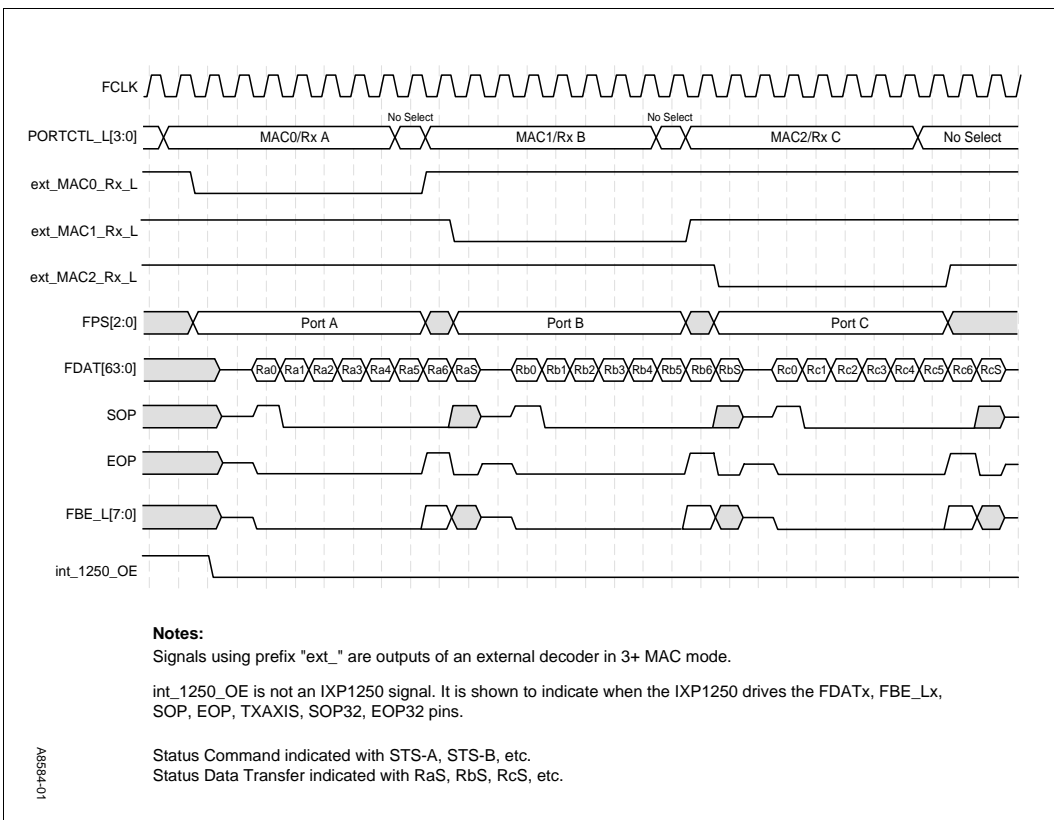 FCLK
No Select
No Select
PORTCTL_L[3:0]
MAC0/Rx A
MAC1/Rx B
MAC2/Rx C
No Select
ext_MAC0_Rx_L
ext_MAC1_Rx_L
ext_MAC2_Rx_L
FPS[2:0]
Port A
Port B
Port C
FDAT[63:0]
Ra0 Ra1 Ra2 Ra3 Ra4 Ra5 Ra6 RaS
Rb0 Rb1 Rb2 Rb3 Rb4 Rb5 Rb6 RbS
Rc0 Rc1 Rc2 Rc3 Rc4 Rc5 Rc6 RcS
SOP
EOP
FBE_L[7:0]
int_1250_OE
Notes:
Signals using prefix "ext_" are outputs of an external decoder in 3+ MAC mode.
int_1250_OE is not an IXP1250 signal. It is shown to indicate when the IXP1250 drives the FDATx, FBE_Lx,
SOP, EOP, TXAXIS, SOP32, EOP32 pins.
Status Command indicated with STS-A, STS-B, etc.
Status Data Transfer indicated with RaS, RbS, RcS, etc.
A8584-01